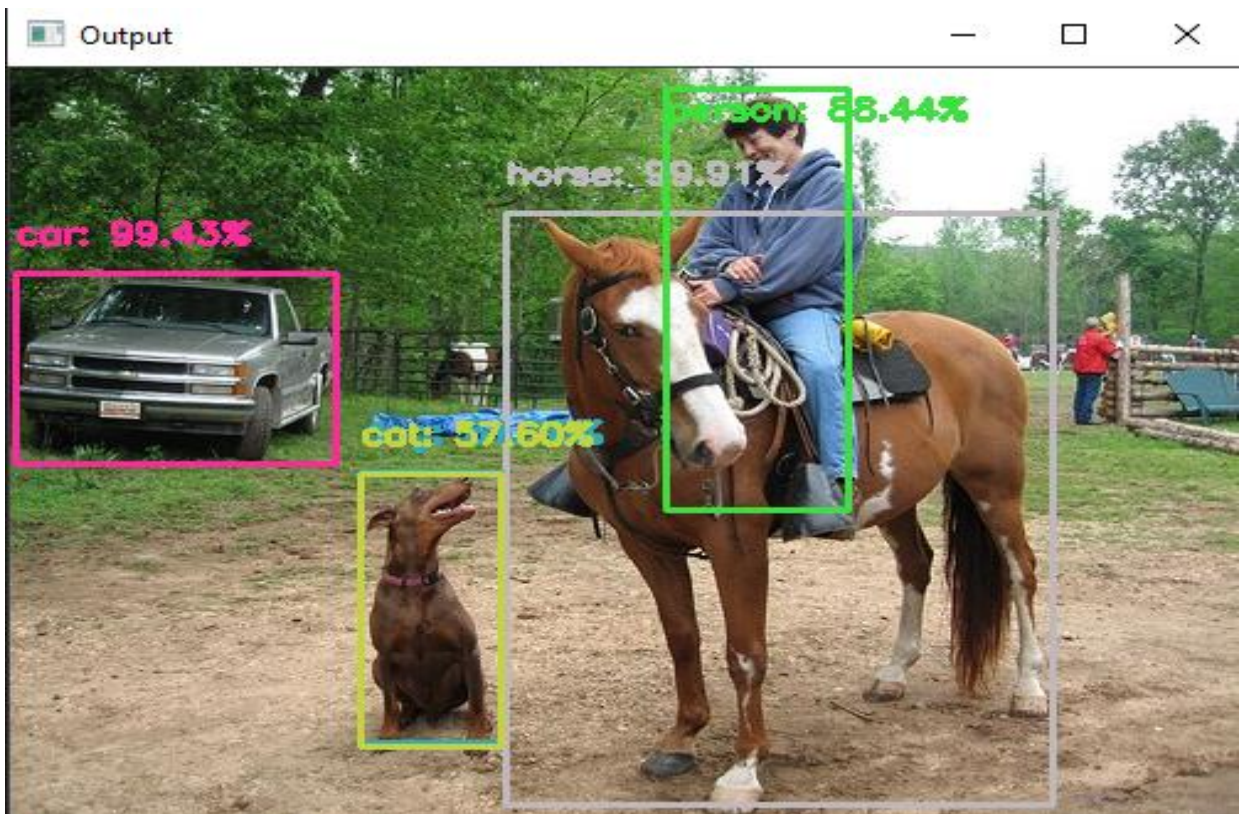 Output
person: 88.44%
horse: 99.91%
car: 99.43%
cat: 57.60%